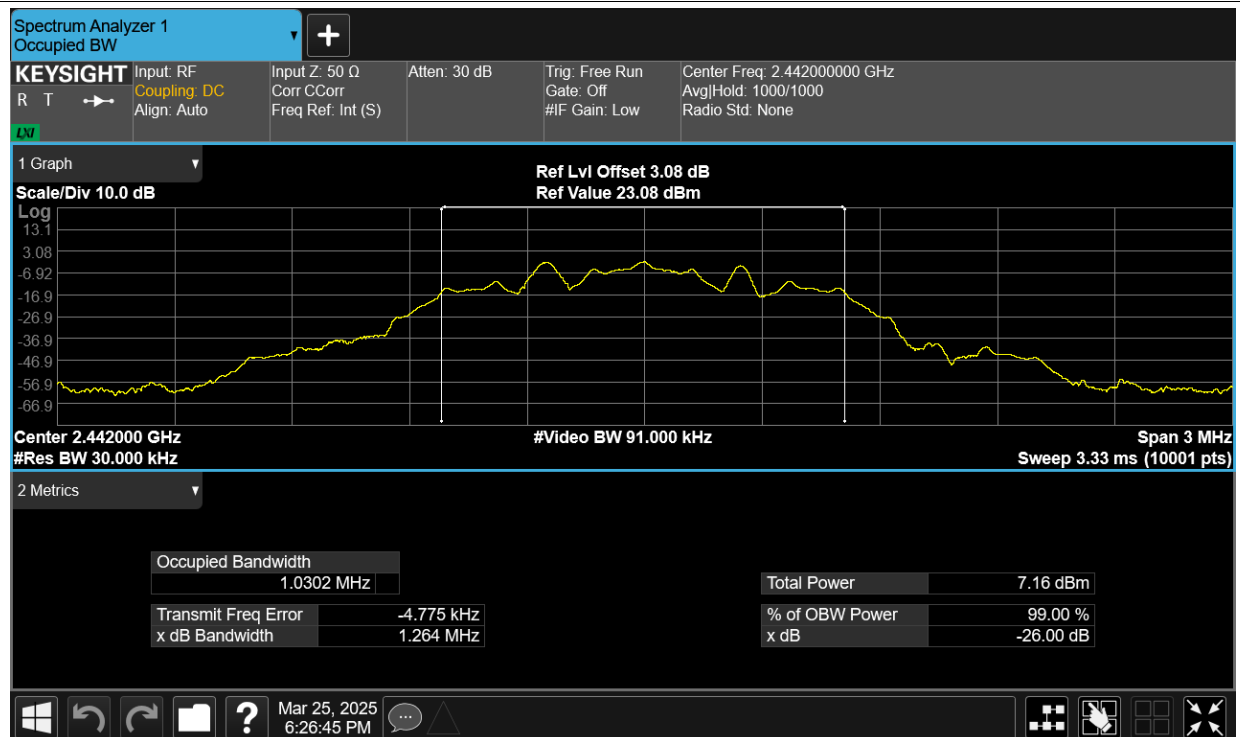 Spectrum Analyzer 1
Occupied BW
KEYSIGHT
R T
LXI
Input: RF
Coupling: DC
Align: Auto
Input Z: 50 Ω
Corr CCorr
Freq Ref: Int (S)
Atten: 30 dB
Trig: Free Run
Gate: Off
#IF Gain: Low
Center Freq: 2.442000000 GHz
Avg|Hold: 1000/1000
Radio Std: None
1 Graph
Scale/Div 10.0 dB
Ref Lvl Offset 3.08 dB
Ref Value 23.08 dBm
Log
13.1
3.08
-6.92
-16.9
-26.9
-36.9
-46.9
-56.9
-66.9
Center 2.442000 GHz
#Video BW 91.000 kHz
Span 3 MHz
#Res BW 30.000 kHz
Sweep 3.33 ms (10001 pts)
2 Metrics
Occupied Bandwidth
1.0302 MHz
Total Power 7.16 dBm
Transmit Freq Error -4.775 kHz
% of OBW Power 99.00 %
x dB Bandwidth 1.264 MHz
x dB -26.00 dB
?
Mar 25, 2025
6:26:45 PM